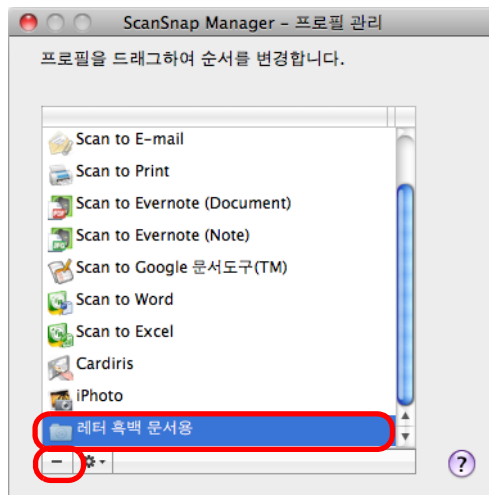 ScanSnap Manager – 프로필 관리
프로필을 드래그하여 순서를 변경합니다.
Scan to E-mail
Scan to Print
Scan to Evernote (Document)
Scan to Evernote (Note)
Scan to Google 문서도구(TM)
Scan to Word
Scan to Excel
Cardiris
iPhoto
레터 흑백 문서용
?